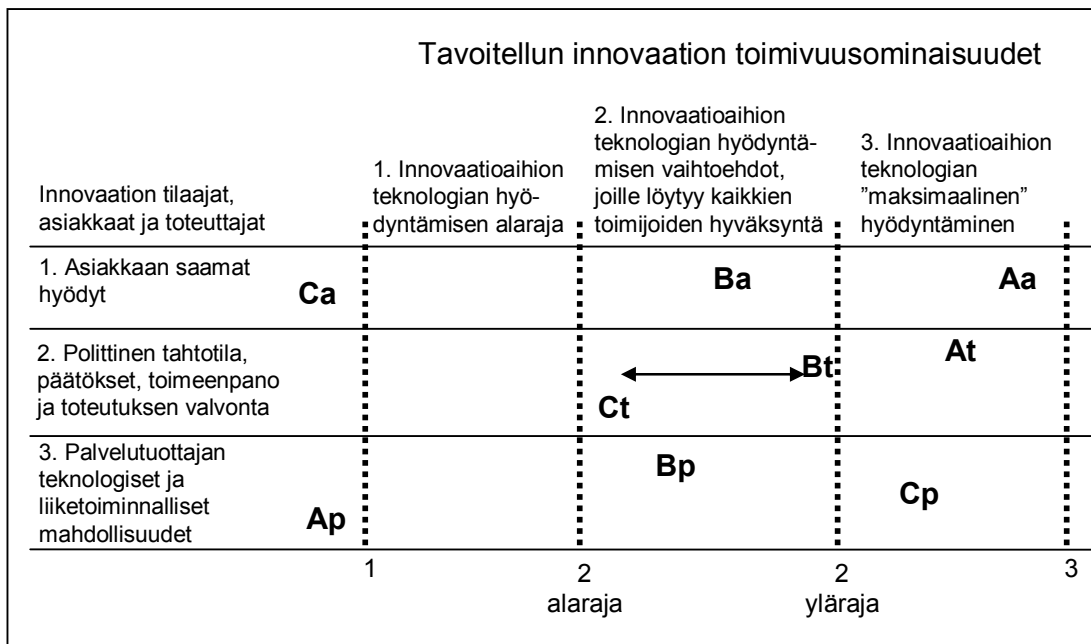 Tavoitellun innovaation toimivuusominaisuudet
Innovaation tilaajat,
asiakkaat ja toteuttajat
1. Innovaatioaihion
teknologian hyö-
dyntämisen alaraja
2. Innovaatioaihion
teknologian hyödyntä-
misen vaihtoehdot,
joille löytyy kaikkien
toimijoiden hyväksyntä
3. Innovaatioaihion
teknologian
”maksimaalinen”
hyödyntäminen
1. Asiakkaan saamat
hyödyt
Ca
Ba
Aa
2. Polittinen tahtotila,
päätökset, toimeenpano
ja toteutuksen valvonta
Ct
Bt
At
3. Palvelutuottajan
teknologiset ja
liiketoiminnalliset
mahdollisuudet
Ap
Bp
Cp
1
2
alaraja
2
yläraja
3